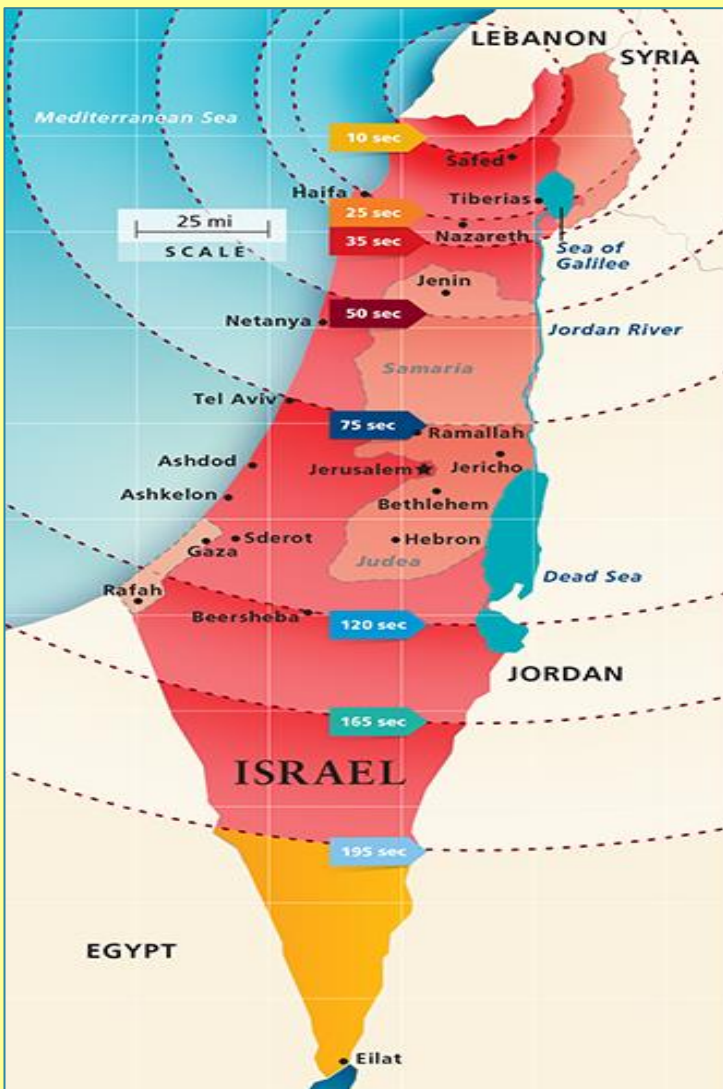 LEBANON
SYRIA
Mediterranean Sea
10 sec
Safed
Haifa
Tiberias
25 sec
25 mi
SCALE
35 sec
Nazareth
Sea of
Galilee
Jenin
50 sec
Netanya
Jordan River
Samaria
Tel Aviv
75 sec
Ramallah
Ashdod
Jerusalem
Jericho
Ashkelon
Bethlehem
Sderot
Gaza
Hebron
Judea
Dead Sea
Rafah
Beersheba
120 sec
JORDAN
165 sec
ISRAEL
195 sec
EGYPT
Eilat